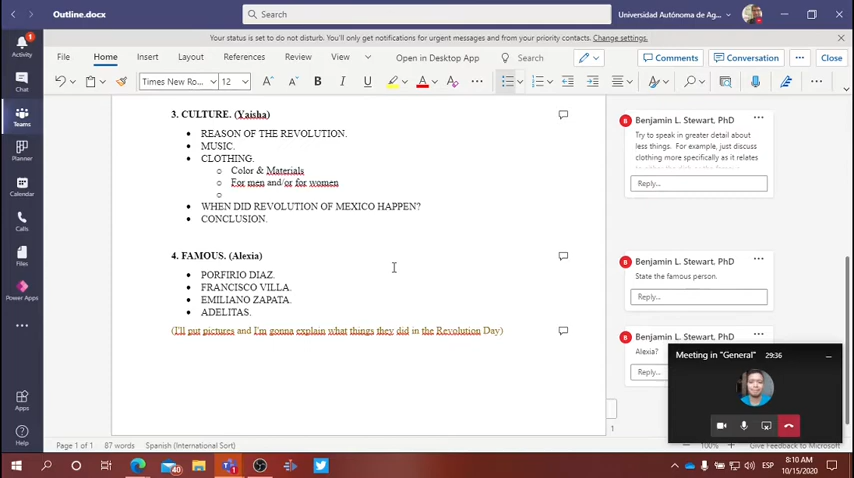 Outline.docx
Search
Universidad Autónoma de Ag...
Your status is set to do not disturb. You'll only get notifications for urgent messages and from your priority contacts. Change settings.
File
Home
Insert
Layout
References
Review
View
Open in Desktop App
Search
Comments
Conversation
Close
Times New Ro...
12
B
I
U
Activity
1
Chat
Teams
Planner
Calendar
Calls
Files
Power Apps
Apps
Help
3. CULTURE. (Yaisha)
REASON OF THE REVOLUTION.
MUSIC.
CLOTHING.
Color & Materials
For men and/or for women
WHEN DID REVOLUTION OF MEXICO HAPPEN?
CONCLUSION.
4. FAMOUS. (Alexia)
PORFIRIO DIAZ.
FRANCISCO VILLA.
EMILIANO ZAPATA.
ADELITAS.
(I'll put pictures and I'm gonna explain what things they did in the Revolution Day)
B
Benjamin L. Stewart, PhD
Try to speak in greater detail about
less things. For example, just discuss
clothing more specifically as it relates
Reply...
B
Benjamin L. Stewart, PhD
State the famous person.
Reply...
B
Benjamin L. Stewart, PhD
Alexia?
Reply...
Meeting in "General"
29:36
1
Page 1 of 1
87 words
Spanish (International Sort)
100%
Give Feedback to Microsoft
40
ESP
8:10 AM
10/15/2020